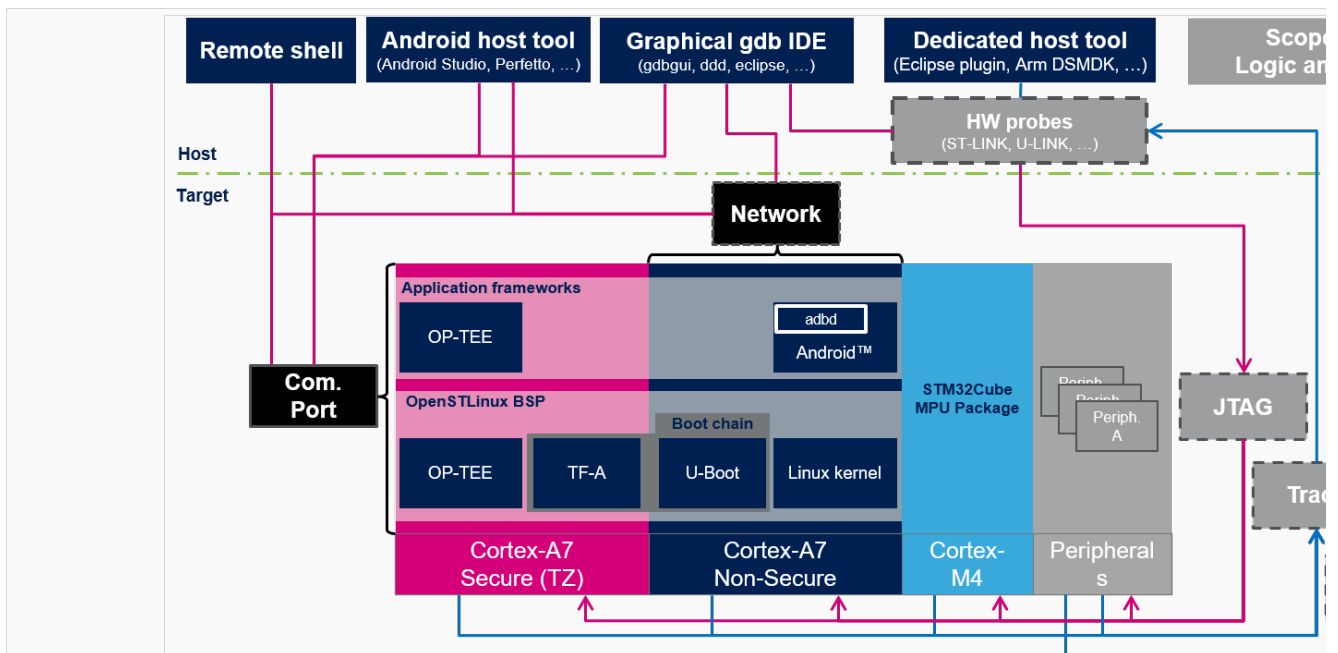 Remote shell
Android host tool
(Android Studio, Perfetto, ...)
Graphical gdb IDE
(gdbgui, ddd, eclipse, ...)
Dedicated host tool
(Eclipse plugin, Arm DSMDK, ...)
Scope
Logic an
HW probes
(ST-LINK, U-LINK, ...)
Host
Target
Network
Application frameworks
OP-TEE
adbd
Android™
Com.
Port
OpenSTLinux BSP
STM32Cube
MPU Package
Periph.
Periph.
Periph.
A
JTAG
Boot chain
OP-TEE
TF-A
U-Boot
Linux kernel
Trac
Cortex-A7
Secure (TZ)
Cortex-A7
Non-Secure
Cortex-
M4
Peripheral
s